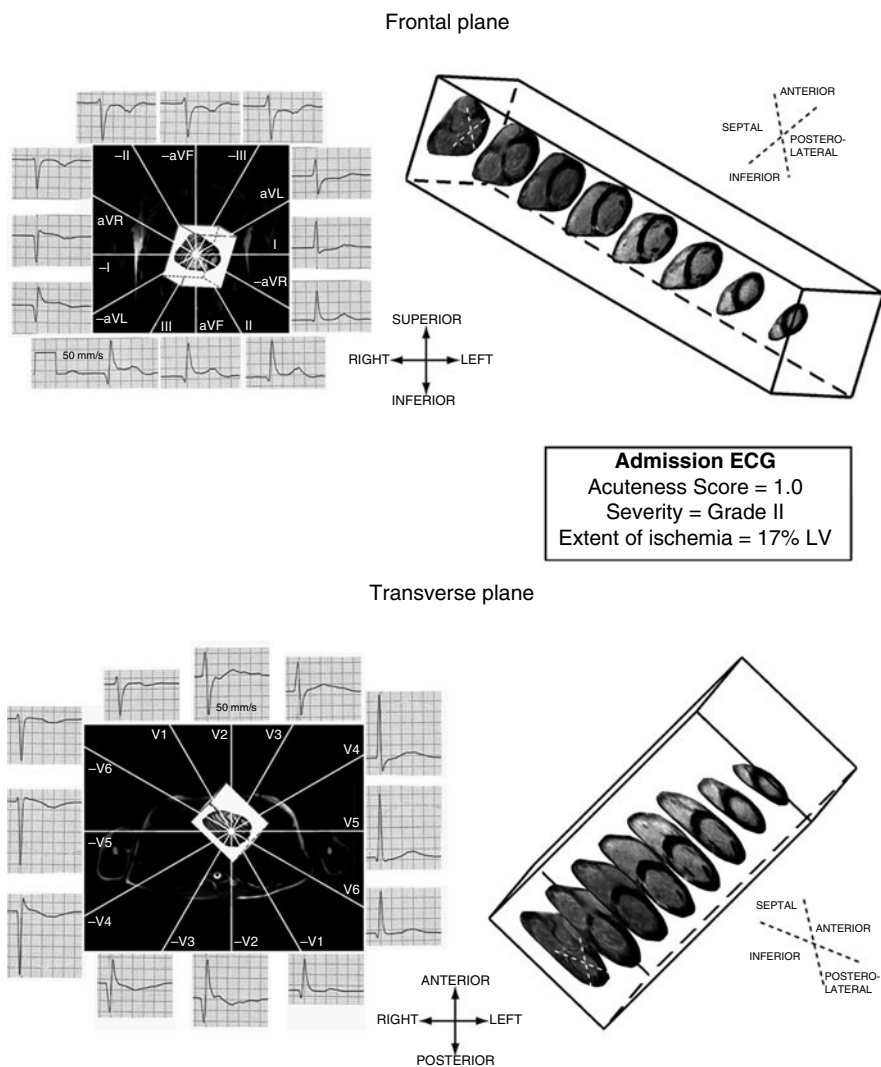 Frontal plane
–II
–aVF
–III
aVR
aVL
–I
I
–aVL
–aVR
III
aVF
II
50 mm/s
SUPERIOR
RIGHT
LEFT
INFERIOR
ANTERIOR
SEPTAL
POSTERO-
LATERAL
INFERIOR
Admission ECG
Acuteness Score = 1.0
Severity = Grade II
Extent of ischemia = 17% LV
Transverse plane
50 mm/s
V1
V2
V3
–V6
V4
–V5
V5
–V4
V6
–V3
–V2
–V1
ANTERIOR
RIGHT
LEFT
POSTERIOR
SEPTAL
ANTERIOR
INFERIOR
POSTERO-
LATERAL